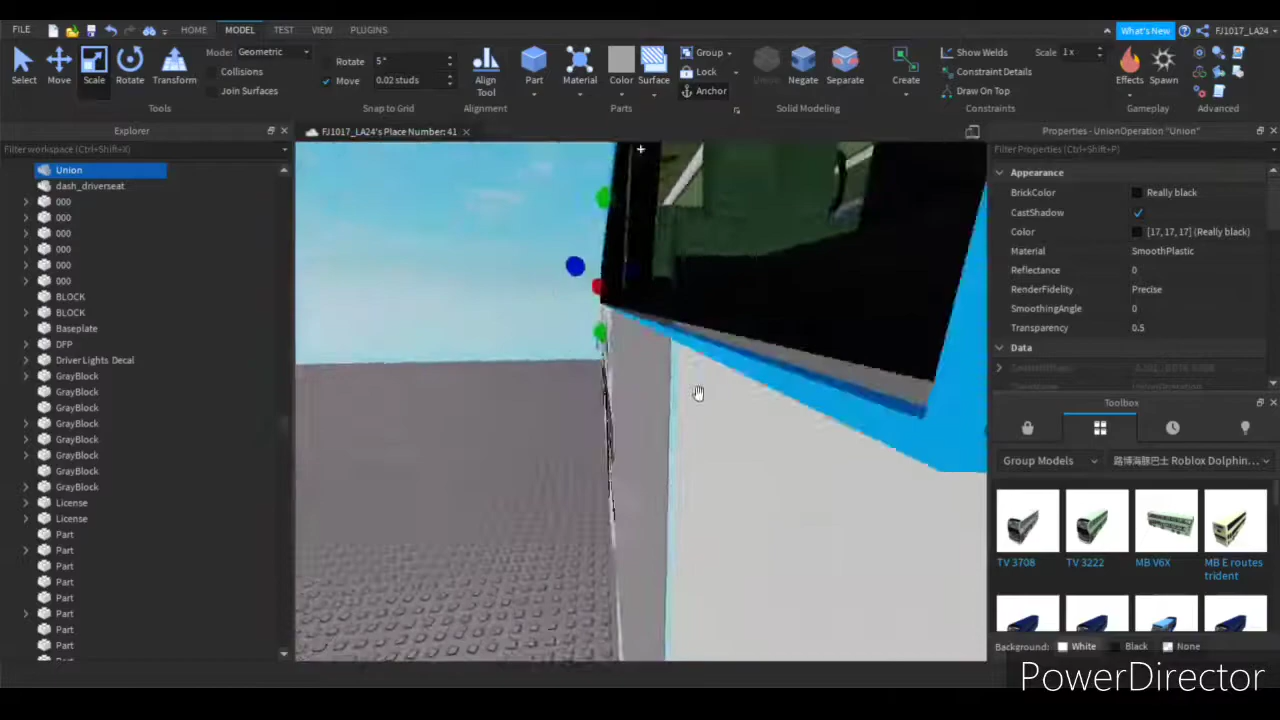 FILE HOME MODEL TEST VIEW PLUGINS What's New FJ1017_LA24
Select Move Scale Rotate Transform
Mode: Geometric
Collisions
Join Surfaces
Tools
Rotate 5°
Move 0.02 studs
Snap to Grid
Align Tool
Alignment
Part Material Color Surface
Group
Lock
Anchor
Parts
Negate Separate
Solid Modeling
Create
Show Welds Scale 1x
Constraint Details
Draw On Top
Constraints
Effects Spawn
Gameplay
Advanced
Explorer
Filter workspace (Ctrl+Shift+X)
Union
dash_driverseat
000
000
000
000
000
000
BLOCK
BLOCK
Baseplate
DFP
Driver Lights Decal
GrayBlock
GrayBlock
GrayBlock
GrayBlock
GrayBlock
GrayBlock
GrayBlock
GrayBlock
License
License
Part
Part
Part
Part
Part
Part
Part
Part
FJ1017_LA24's Place Number: 41
Properties - UnionOperation "Union"
Filter Properties (Ctrl+Shift+P)
Appearance
BrickColor Really black
CastShadow
Color [17, 17, 17] (Really black)
Material SmoothPlastic
Reflectance 0
RenderFidelity Precise
SmoothingAngle 0
Transparency 0.5
Data
Toolbox
Group Models 路博海豚巴士 Roblox Dolphin...
TV 3708 TV 3222 MB V6X MB E routes trident
Background: White Black None
PowerDirector